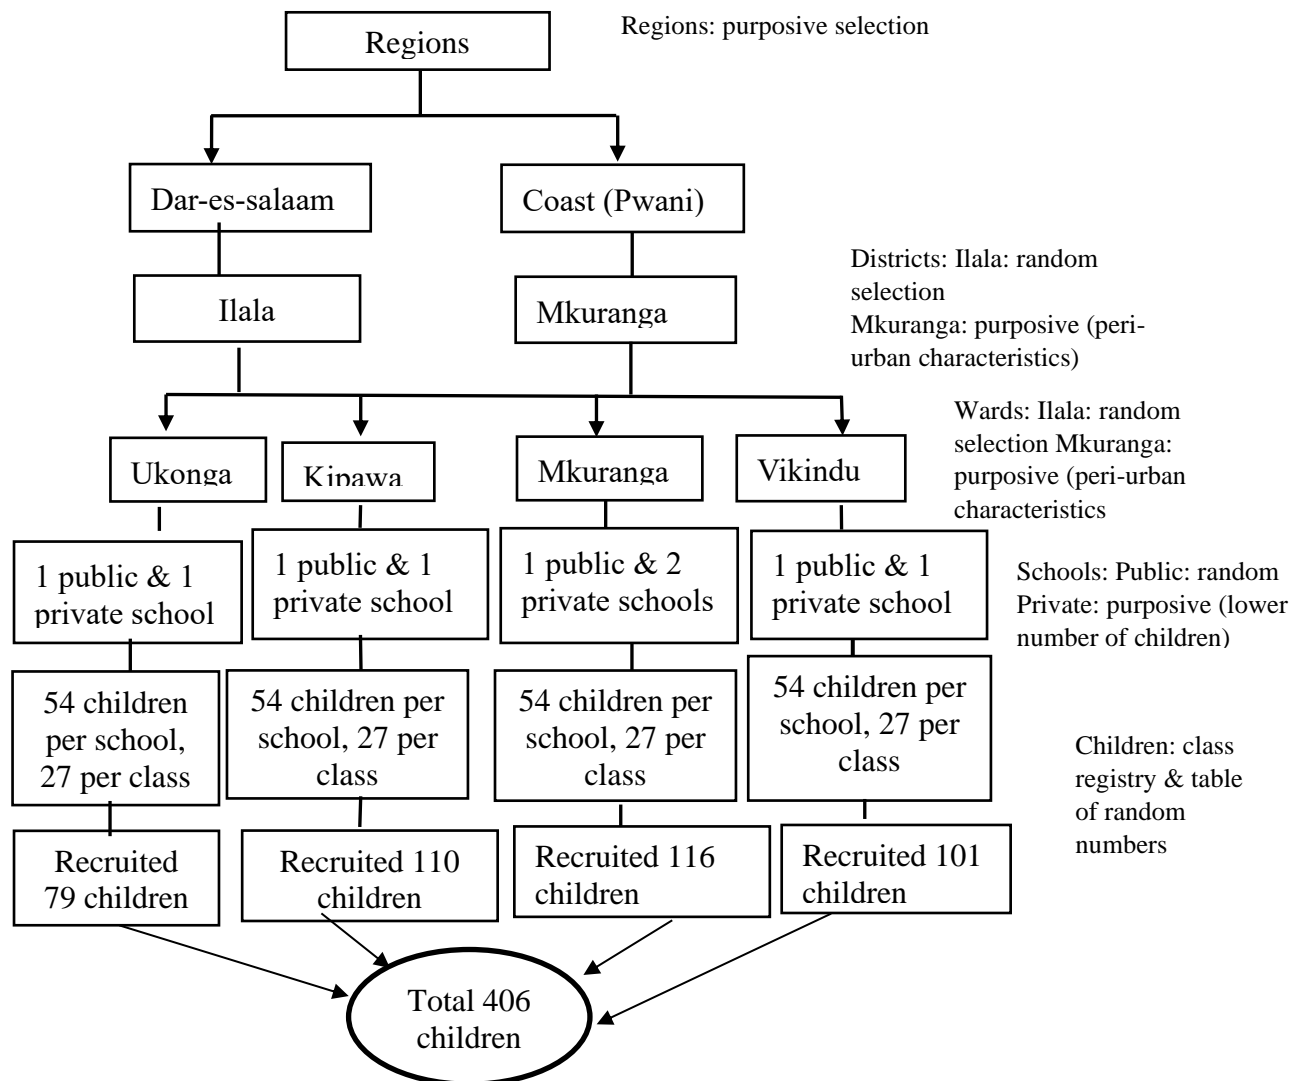 Regions
Regions: purposive selection
Dar-es-salaam
Coast (Pwani)
Ilala
Mkuranga
Districts: Ilala: random
selection
Mkuranga: purposive (peri-
urban characteristics)
Wards: Ilala: random
selection Mkuranga:
purposive (peri-urban
characteristics
Ukonga
Kipawa
Mkuranga
Vikindu
1 public & 1
private school
1 public & 1
private school
1 public & 2
private schools
1 public & 1
private school
Schools: Public: random
Private: purposive (lower
number of children)
54 children
per school,
27 per class
54 children per
school, 27 per
class
54 children per
school, 27 per
class
54 children per
school, 27 per
class
Children: class
registry & table
of random
numbers
Recruited
79 children
Recruited 110
children
Recruited 116
children
Recruited 101
children
Total 406
children